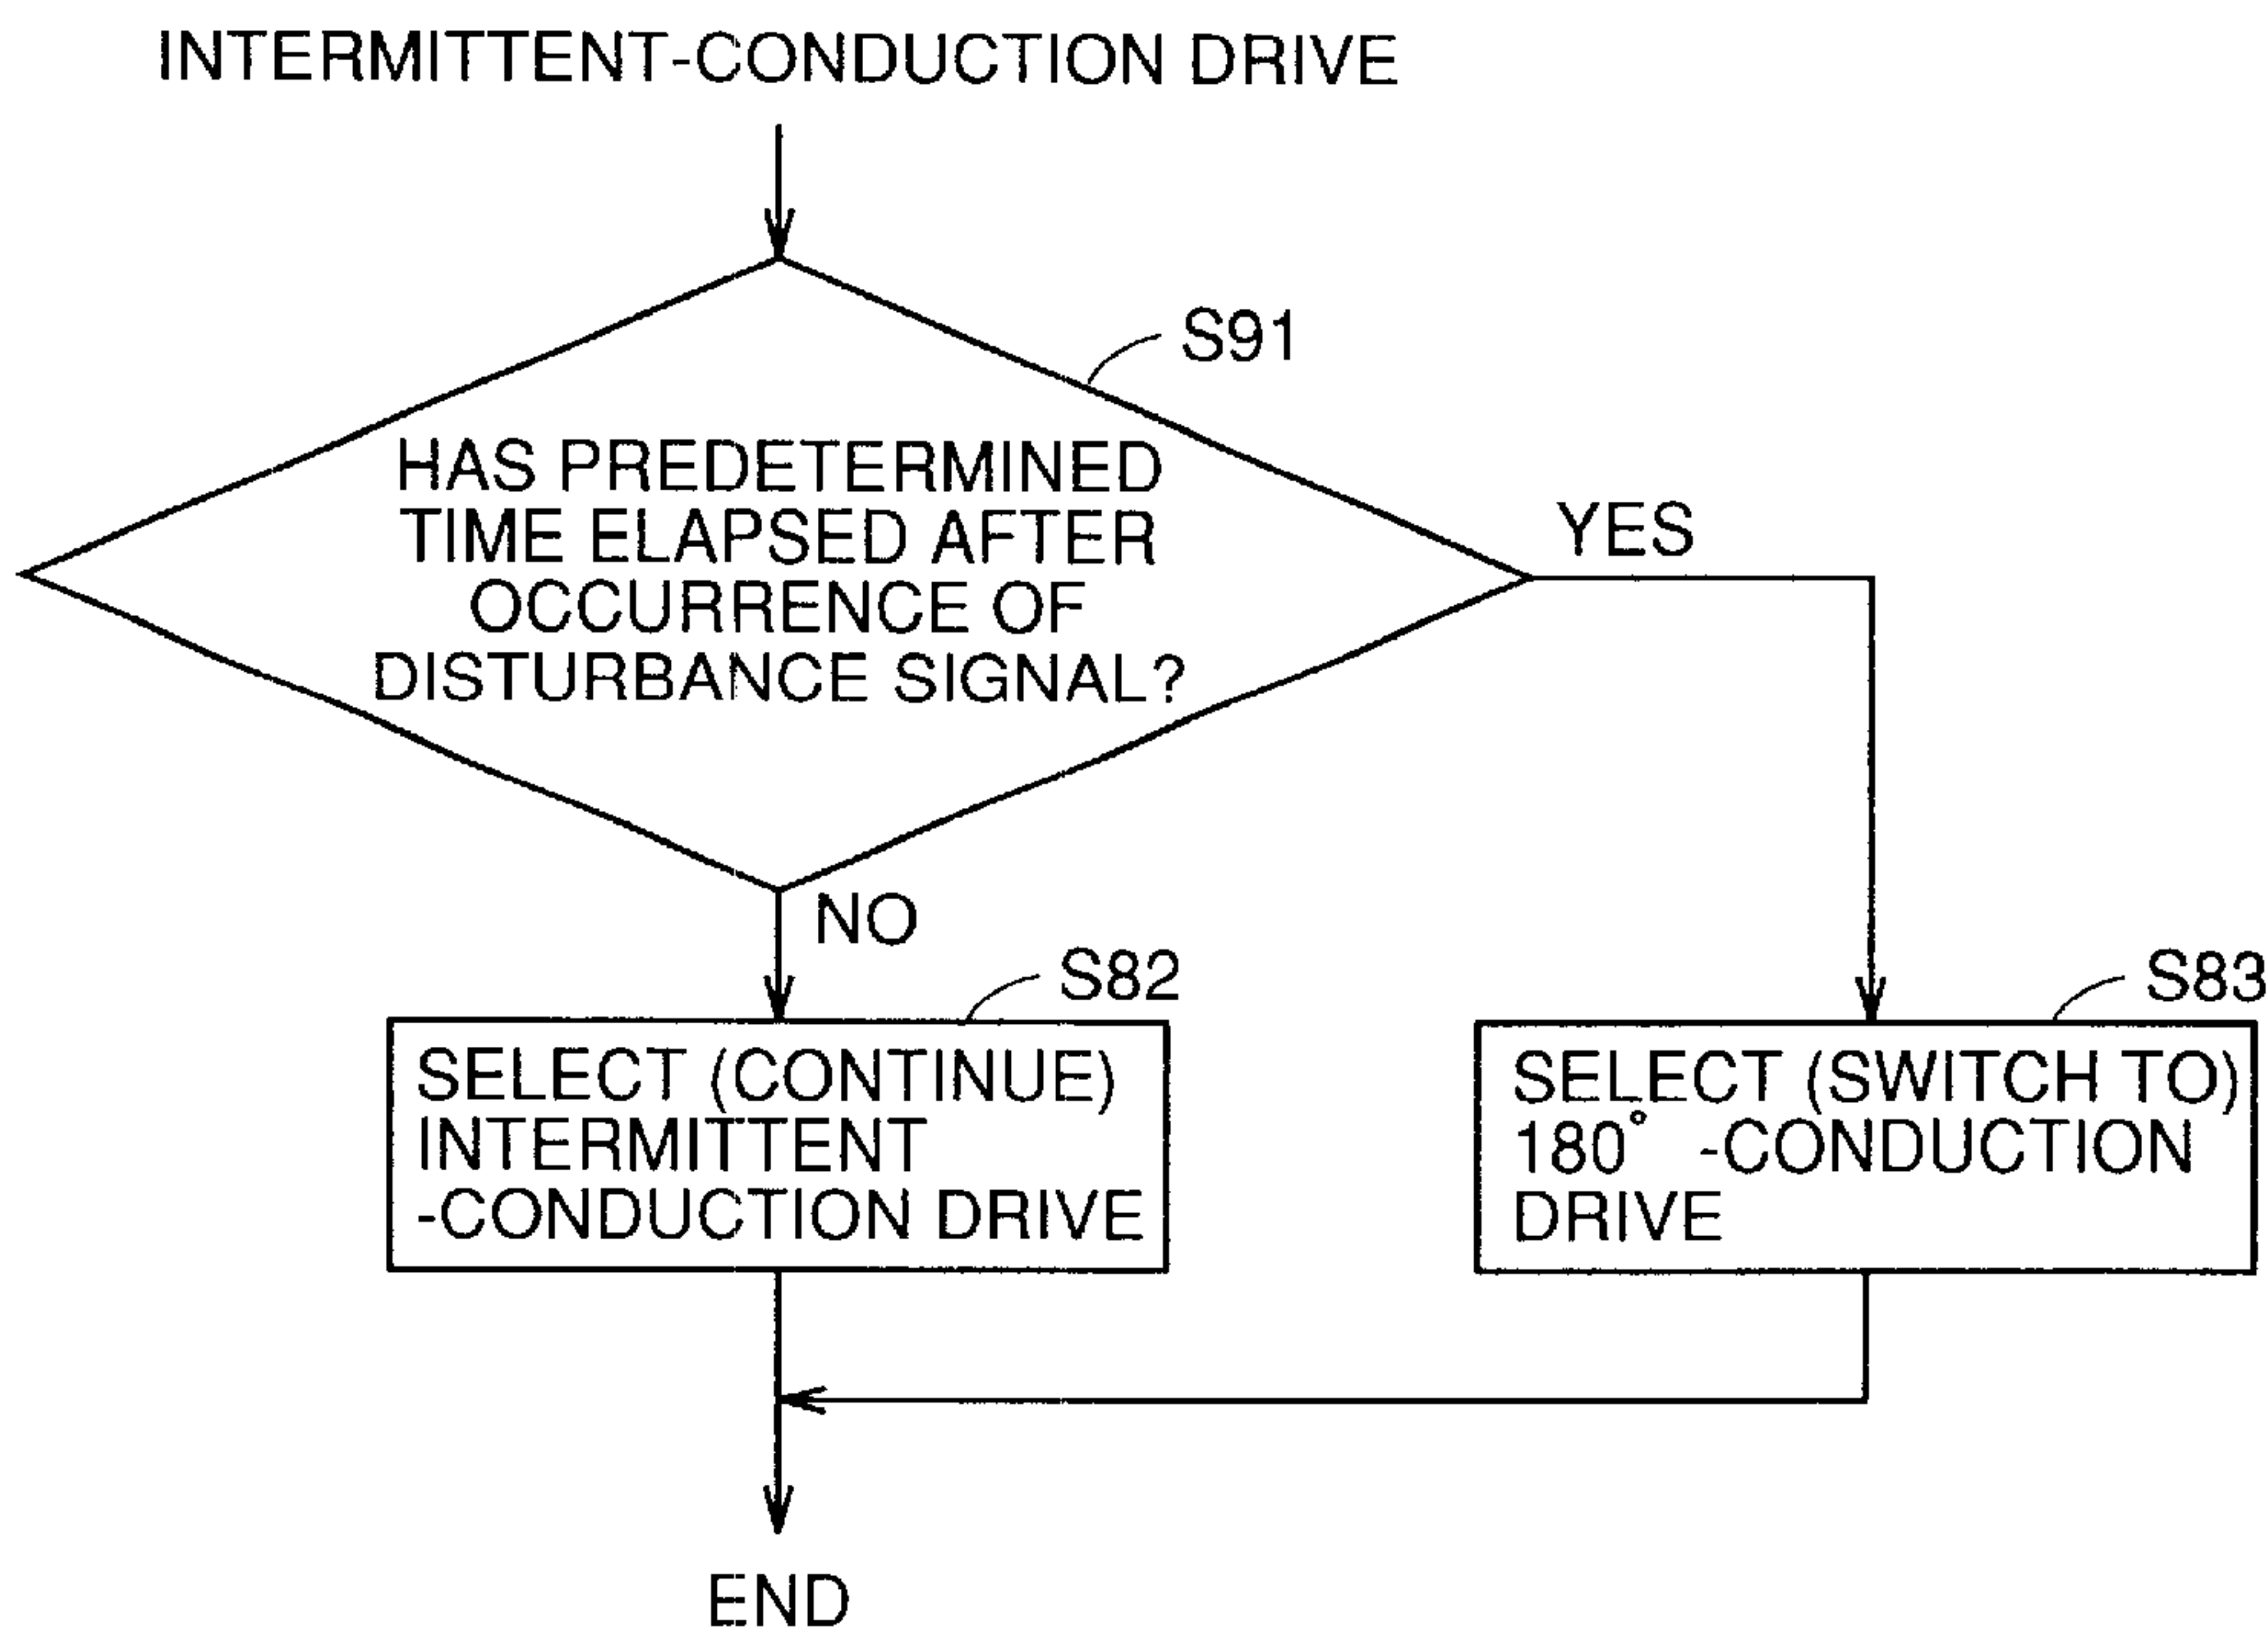 INTERMITTENT-CONDUCTION DRIVE
S91
HAS PREDETERMINED
TIME ELAPSED AFTER
OCCURRENCE OF
DISTURBANCE SIGNAL?
YES
NO
S82
SELECT (CONTINUE)
INTERMITTENT
-CONDUCTION DRIVE
S83
SELECT (SWITCH TO)
180° -CONDUCTION
DRIVE
END